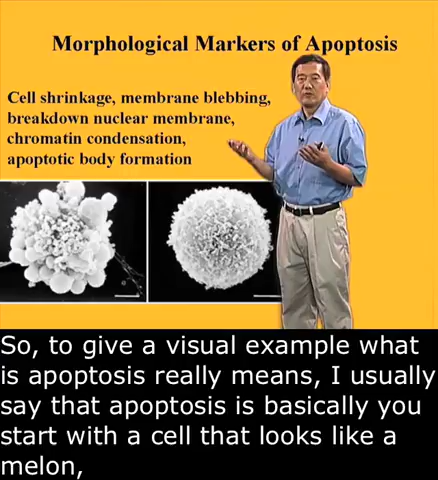 Morphological Markers of Apoptosis
Cell shrinkage, membrane blebbing,
breakdown nuclear membrane,
chromatin condensation,
apoptotic body formation
So, to give a visual example what
is apoptosis really means, I usually
say that apoptosis is basically you
start with a cell that looks like a
melon,